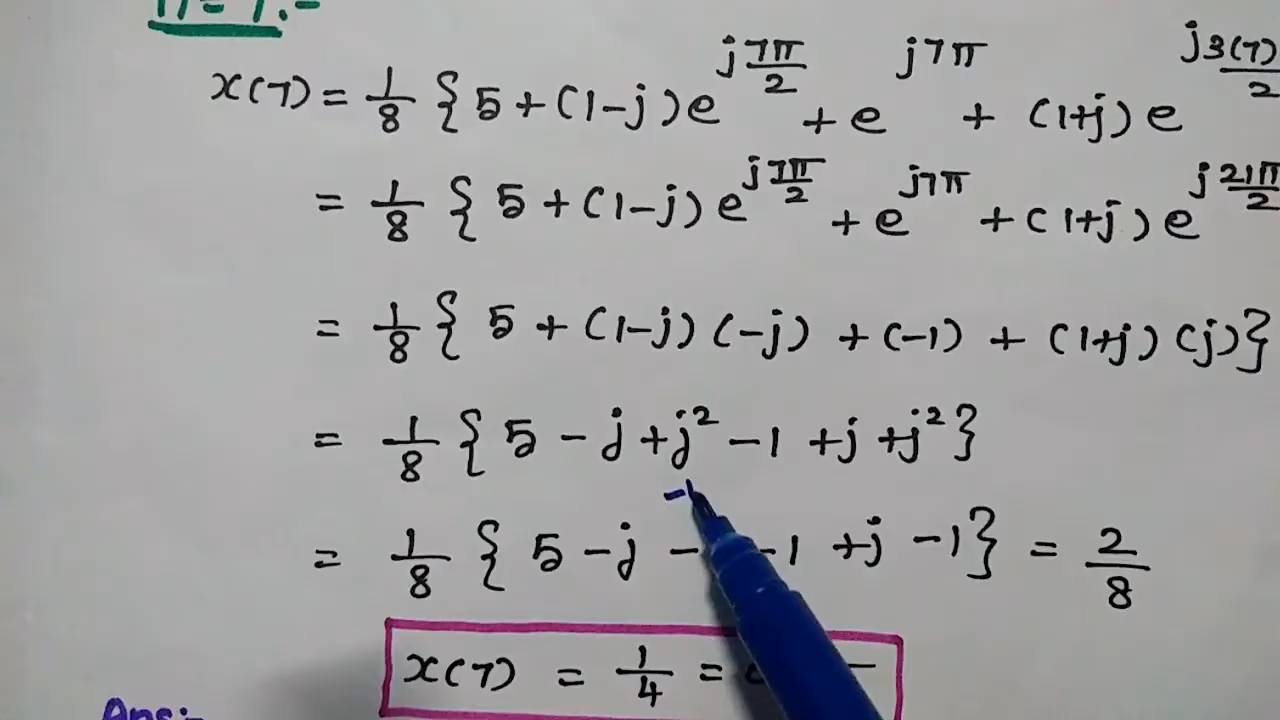 n=7:-
x(7) = 1/8 { 5 + (1-j) e^{j7π/2} + e^{j7π} + (1+j) e^{j3(7)/2}
= 1/8 { 5 + (1-j) e^{j7π/2} + e^{j7π} + (1+j) e^{j21π/2}
= 1/8 { 5 + (1-j) (-j) + (-1) + (1+j) (j) }
= 1/8 { 5 - j + j² - 1 + j + j² }
= 1/8 { 5 - j - -1 + j - 1 } = 2/8
x(7) = 1/4 =
Ans:-